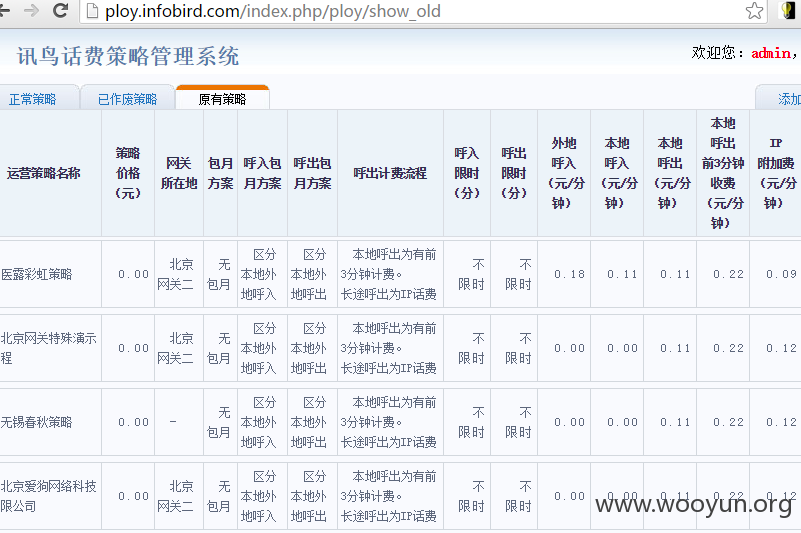 ploy.infobird.com/index.php/ploy/show_old
讯鸟话费策略管理系统
欢迎您：admin，
正常策略
已作废策略
原有策略
添加
运营策略名称
策略
价格
（元）
网关
所在地
包月
方案
呼入包
月方案
呼出包
月方案
呼出计费流程
呼入
限时
（分）
呼出
限时
（分）
外地
呼入
（元/分
钟）
本地
呼入
（元/分
钟）
本地
呼出
（元/分
钟）
本地
呼出
前3分钟
收费
（元/分
钟）
IP
附加费
（元/分
钟）
医露彩虹策略
0.00
北京
网关二
无
包月
区分
本地外
地呼入
区分
本地外
地呼出
本地呼出为有前
3分钟计费。
长途呼出为IP话费
不
限时
不
限时
0.18
0.11
0.11
0.22
0.09
北京网关特殊演示
程
0.00
北京
网关二
无
包月
区分
本地外
地呼入
区分
本地外
地呼出
本地呼出为有前
3分钟计费。
长途呼出为IP话费
不
限时
不
限时
0.00
0.00
0.11
0.22
0.12
无锡春秋策略
0.00
-
无
包月
区分
本地外
地呼入
区分
本地外
地呼出
本地呼出为有前
3分钟计费。
长途呼出为IP话费
不
限时
不
限时
0.00
0.00
0.11
0.22
0.12
北京爱狗网络科技
限公司
0.00
北京
网关二
无
包月
区分
本地外
地呼入
区分
本地外
地呼出
本地呼出为有前
3分钟计费。
长途呼出为IP话费
不
限时
不
限时
0.00
0.00
0.11
0.22
0.12
www.wooyun.org